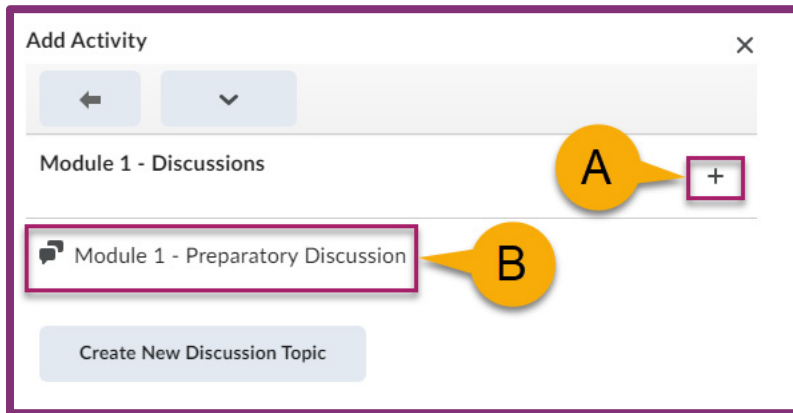 Add Activity
Module 1 - Discussions
A
+
Module 1 - Preparatory Discussion
B
Create New Discussion Topic